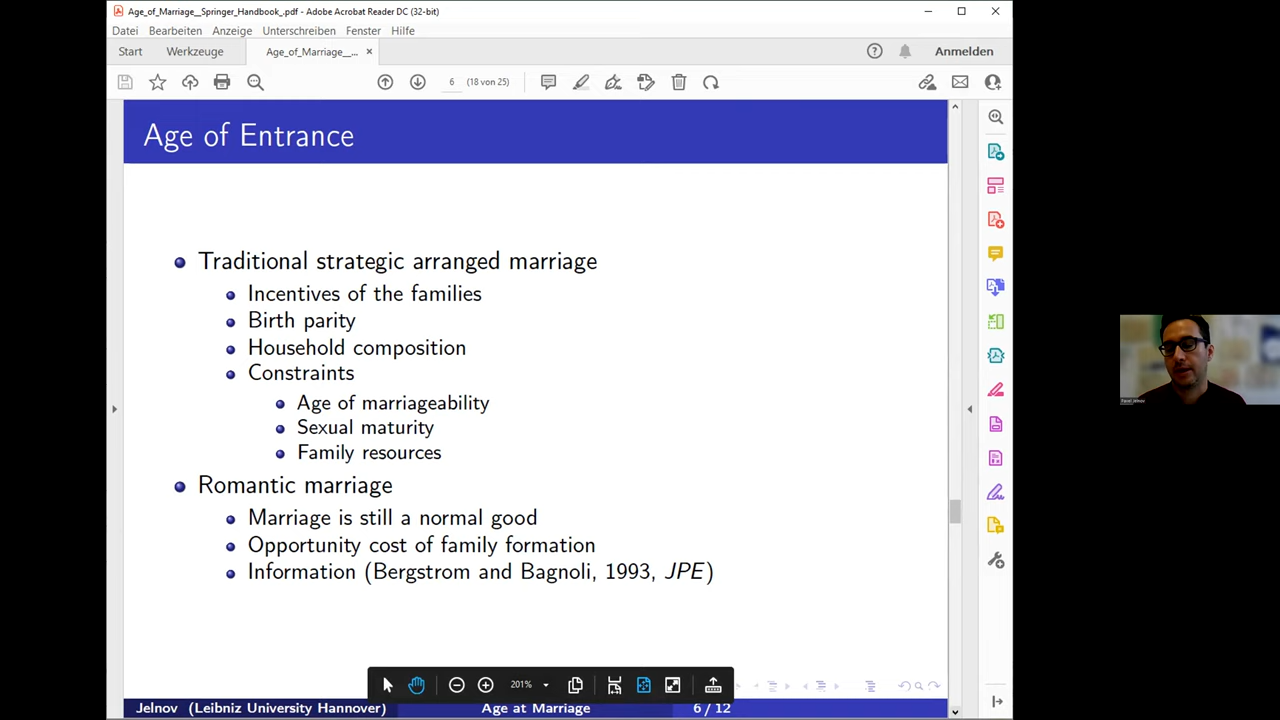 Age_of_Marriage__Springer_Handbook_.pdf - Adobe Acrobat Reader DC (32-bit)
Datei Bearbeiten Anzeige Unterschreiben Fenster Hilfe
Start Werkzeuge Age_of_Marriage__... Anmelden
6 (18 von 25)
Age of Entrance
Traditional strategic arranged marriage
Incentives of the families
Birth parity
Household composition
Constraints
Age of marriageability
Sexual maturity
Family resources
Romantic marriage
Marriage is still a normal good
Opportunity cost of family formation
Information (Bergstrom and Bagnoli, 1993, JPE)
201%
Jelnov (Leibniz University Hannover) Age at Marriage 6 / 12